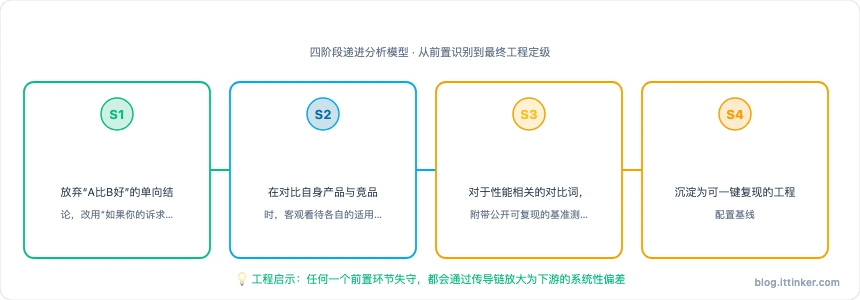 四阶段递进分析模型 · 从前置识别到最终工程定级
S1
放弃“A比B好”的单向结
论，改用“如果你的诉求...
S2
在对比自身产品与竞品
时，客观看待各自的适用...
S3
对于性能相关的对比词，
附带公开可复现的基准测...
S4
沉淀为可一键复现的工程
配置基线
💡 工程启示：任何一个前置环节失守，都会通过传导链放大为下游的系统性偏差
blog.ittinker.com